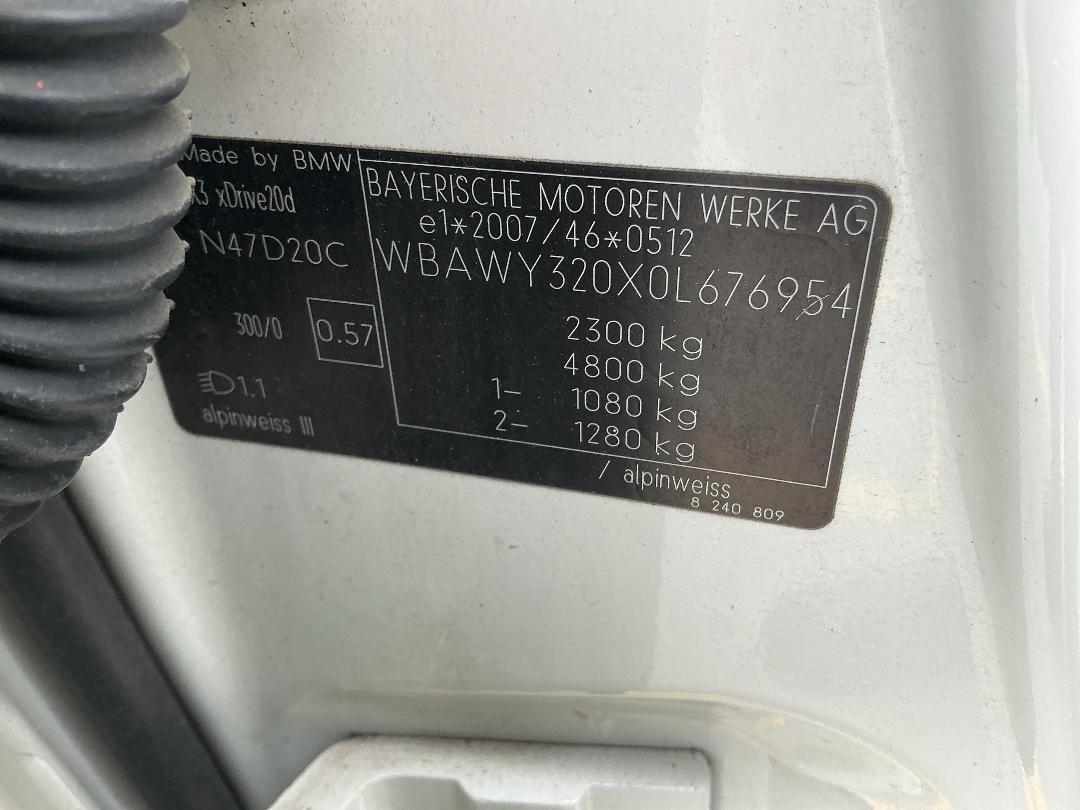 Made by BMW
X3 xDrive20d
N47D20C
300/0
0.57
1.1
alpinweiss III
BAYERISCHE MOTOREN WERKE AG
e1*2007/46*0512
WBAWY320X0L676954
2300 kg
4800 kg
1- 1080 kg
2- 1280 kg
/ alpinweiss
8 240 809